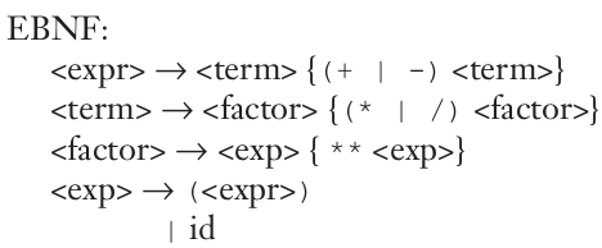 EBNF:
<expr> → <term> {(+ | -) <term>}
<term> → <factor> {(* | /) <factor>}
<factor> → <exp> { ** <exp>}
<exp> → (<expr>)
| id